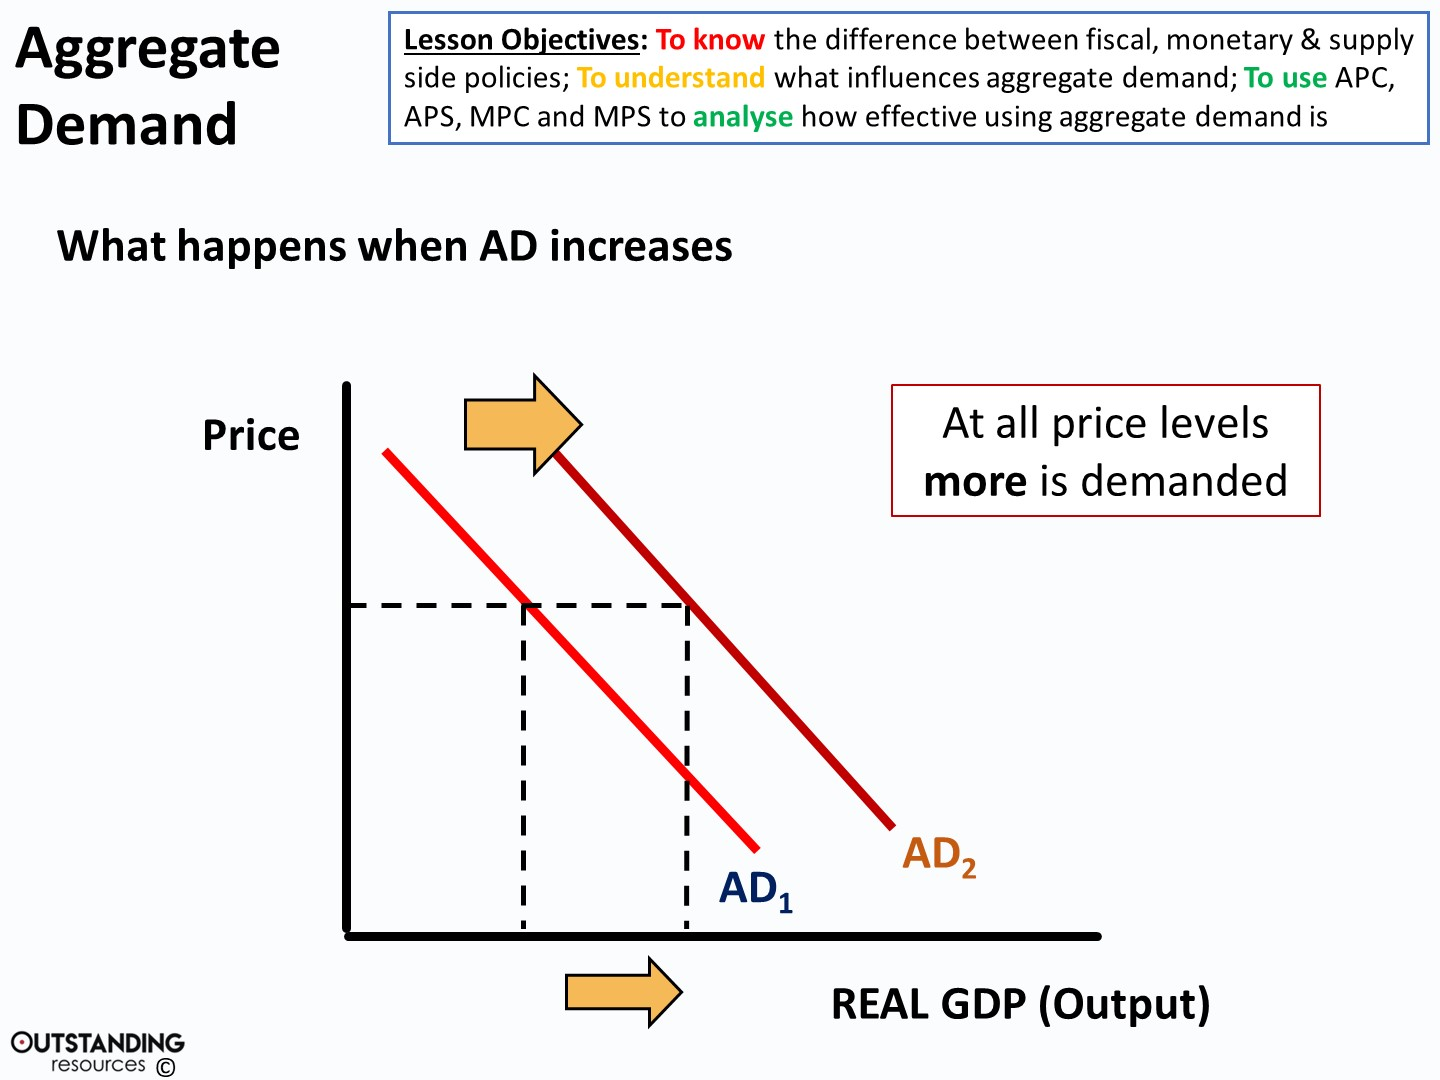 Aggregate
Demand
Lesson Objectives: To know the difference between fiscal, monetary & supply
side policies; To understand what influences aggregate demand; To use APC,
APS, MPC and MPS to analyse how effective using aggregate demand is
What happens when AD increases
Price
At all price levels
more is demanded
AD2
AD1
REAL GDP (Output)
OUTSTANDING
resources ©